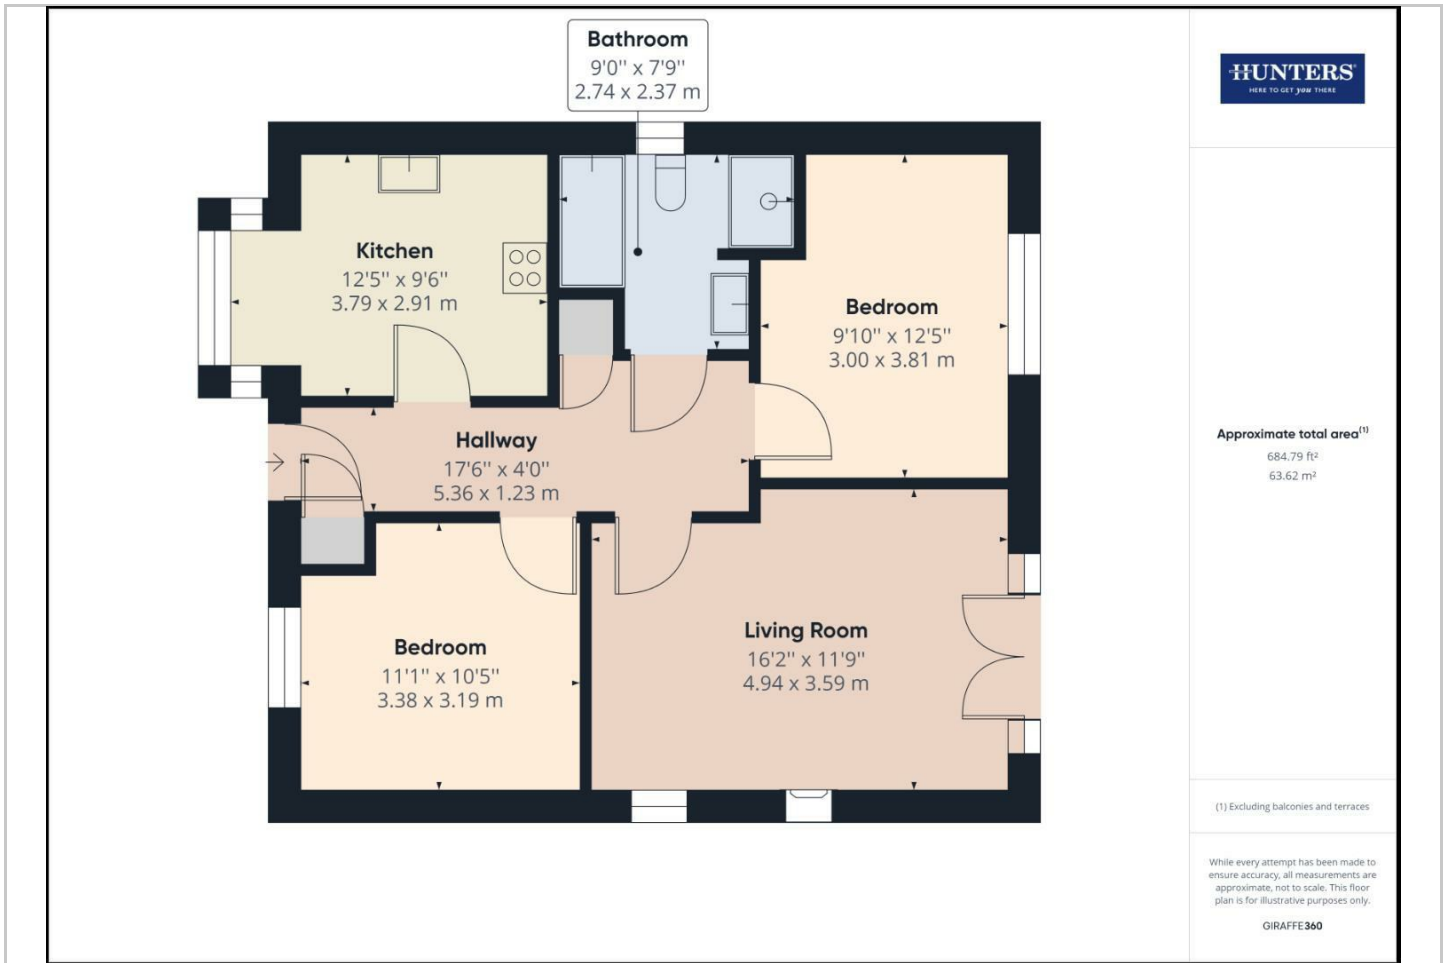 Bathroom
9'0'' x 7'9''
2.74 x 2.37 m
Kitchen
12'5'' x 9'6''
3.79 x 2.91 m
Bedroom
9'10'' x 12'5''
3.00 x 3.81 m
Hallway
17'6'' x 4'0''
5.36 x 1.23 m
Bedroom
11'1'' x 10'5''
3.38 x 3.19 m
Living Room
16'2'' x 11'9''
4.94 x 3.59 m
HUNTERS®
HERE TO GET you THERE
Approximate total area(1)
684.79 ft²
63.62 m²
(1) Excluding balconies and terraces
While every attempt has been made to
ensure accuracy, all measurements are
approximate, not to scale. This floor
plan is for illustrative purposes only.
GIRAFFE360